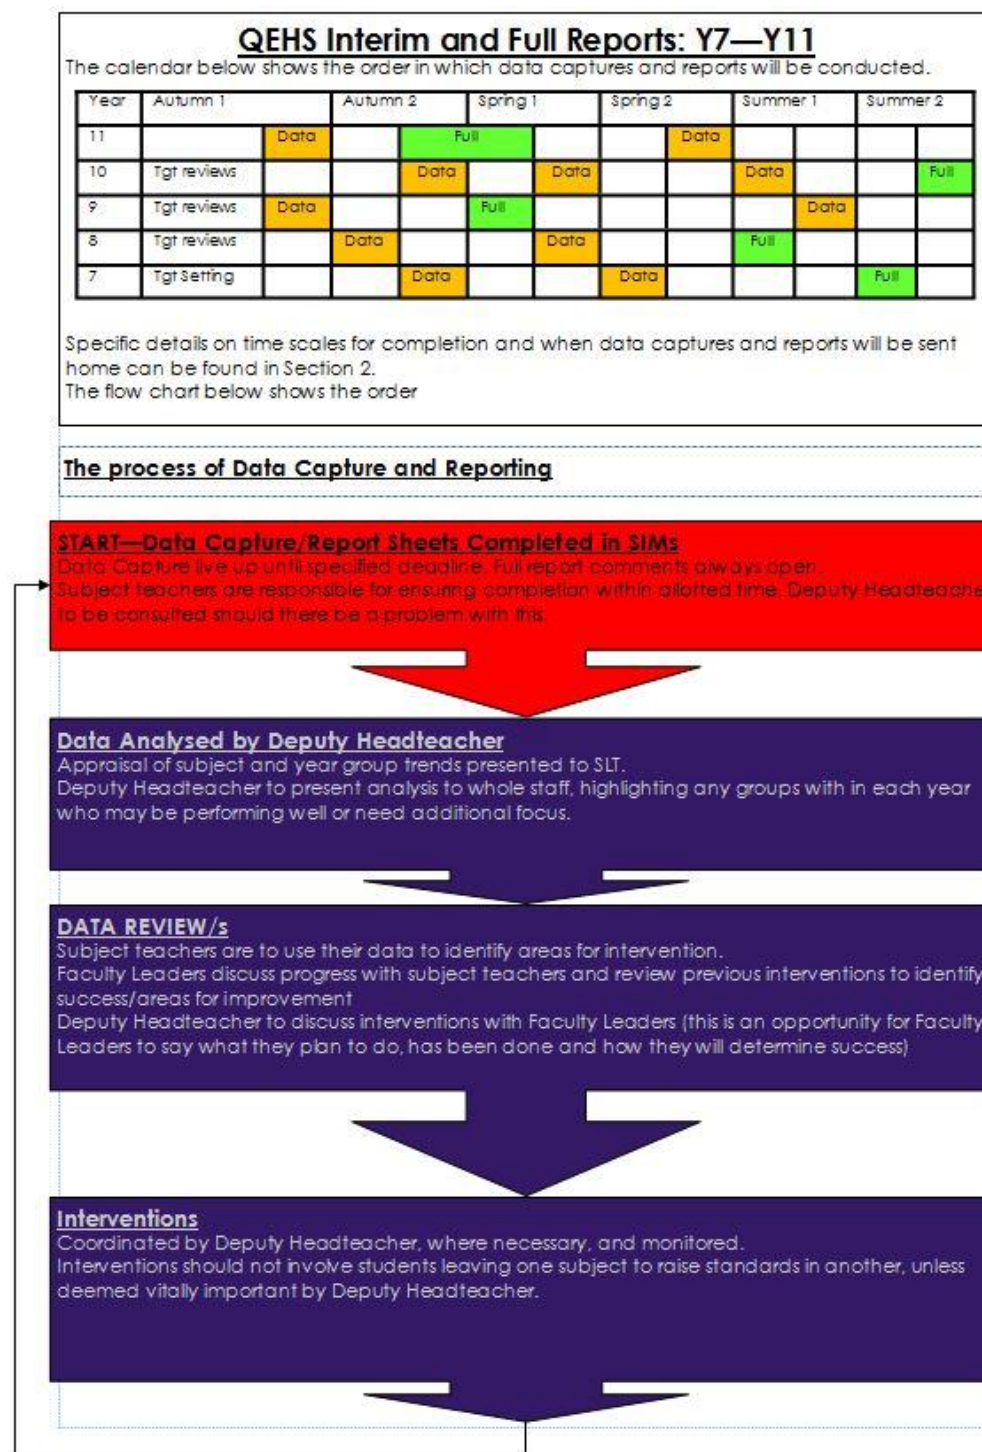 QEHS Interim and Full Reports: Y7—Y11
The calendar below shows the order in which data captures and reports will be conducted.
Year Autumn 1 Autumn 2 Spring 1 Spring 2 Summer 1 Summer 2
11 Data Full Data
10 Tgt reviews Data Data Data Full
9 Tgt reviews Data Full Data
8 Tgt reviews Data Data Full
7 Tgt Setting Data Data Full
Specific details on time scales for completion and when data captures and reports will be sent
home can be found in Section 2.
The flow chart below shows the order
The process of Data Capture and Reporting
START—Data Capture/Report Sheets Completed in SIMs
Data Capture live up until specified deadline. Full report comments always open.
Subject teachers are responsible for ensuring completion within allotted time. Deputy Headteache
to be consulted should there be a problem with this.
Data Analysed by Deputy Headteacher
Appraisal of subject and year group trends presented to SLT.
Deputy Headteacher to present analysis to whole staff, highlighting any groups with in each year
who may be performing well or need additional focus.
DATA REVIEW/s
Subject teachers are to use their data to identify areas for intervention.
Faculty Leaders discuss progress with subject teachers and review previous interventions to identify
success/areas for improvement
Deputy Headteacher to discuss interventions with Faculty Leaders (this is an opportunity for Faculty
Leaders to say what they plan to do, has been done and how they will determine success)
Interventions
Coordinated by Deputy Headteacher, where necessary, and monitored.
Interventions should not involve students leaving one subject to raise standards in another, unless
deemed vitally important by Deputy Headteacher.